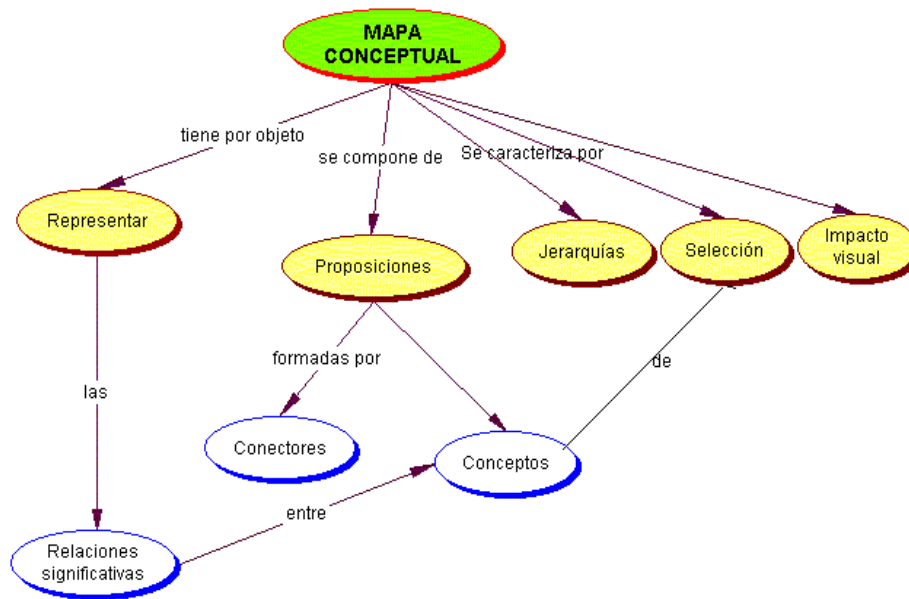 MAPA
CONCEPTUAL
tiene por objeto
se compone de
Se caracteriza por
Representar
Proposiciones
Jerarquías
Selección
Impacto
visual
formadas por
de
las
Conectores
Conceptos
entre
Relaciones
significativas